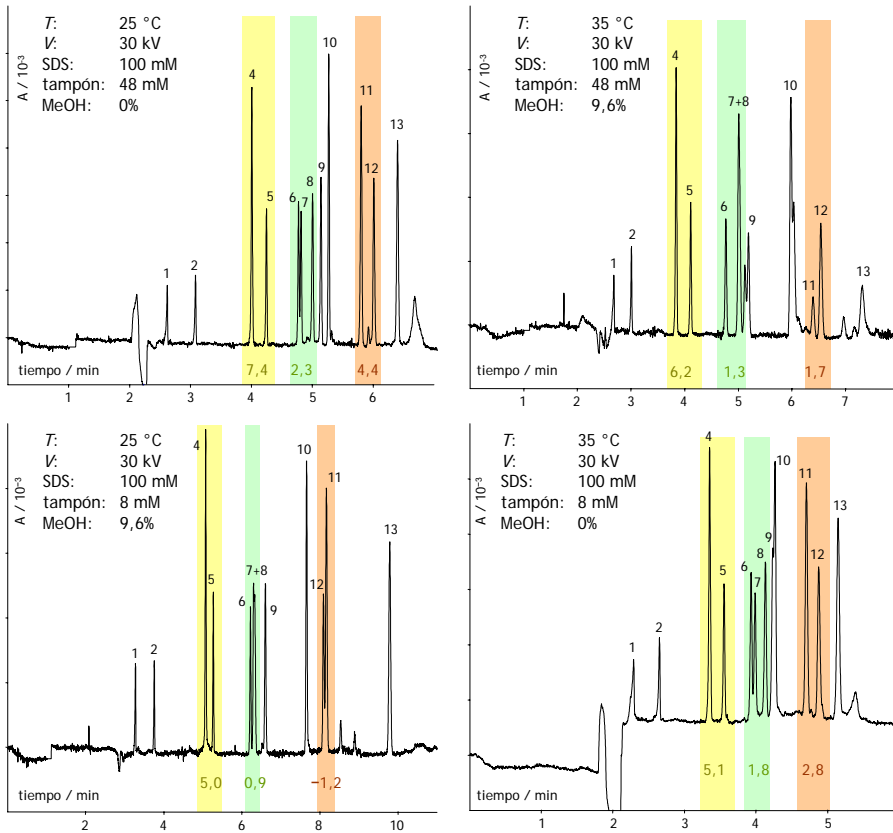 T: 25 °C
V: 30 kV
SDS: 100 mM
tampón: 48 mM
MeOH: 0%
A / 10⁻³
1
2
4
5
6
7
8
9
10
11
12
13
tiempo / min
7,4
2,3
4,4
1 2 3 4 5 6
T: 35 °C
V: 30 kV
SDS: 100 mM
tampón: 48 mM
MeOH: 9,6%
A / 10⁻³
1
2
4
5
6
7+8
9
10
11
12
13
tiempo / min
6,2
1,3
1,7
1 2 3 4 5 6 7
T: 25 °C
V: 30 kV
SDS: 100 mM
tampón: 8 mM
MeOH: 9,6%
A / 10⁻³
1
2
4
5
6
7+8
9
10
12
11
13
5,0
0,9
−1,2
tiempo / min
2 4 6 8 10
T: 35 °C
V: 30 kV
SDS: 100 mM
tampón: 8 mM
MeOH: 0%
A / 10⁻³
1
2
4
5
6
7
8
9
10
11
12
13
5,1
1,8
2,8
tiempo / min
1 2 3 4 5